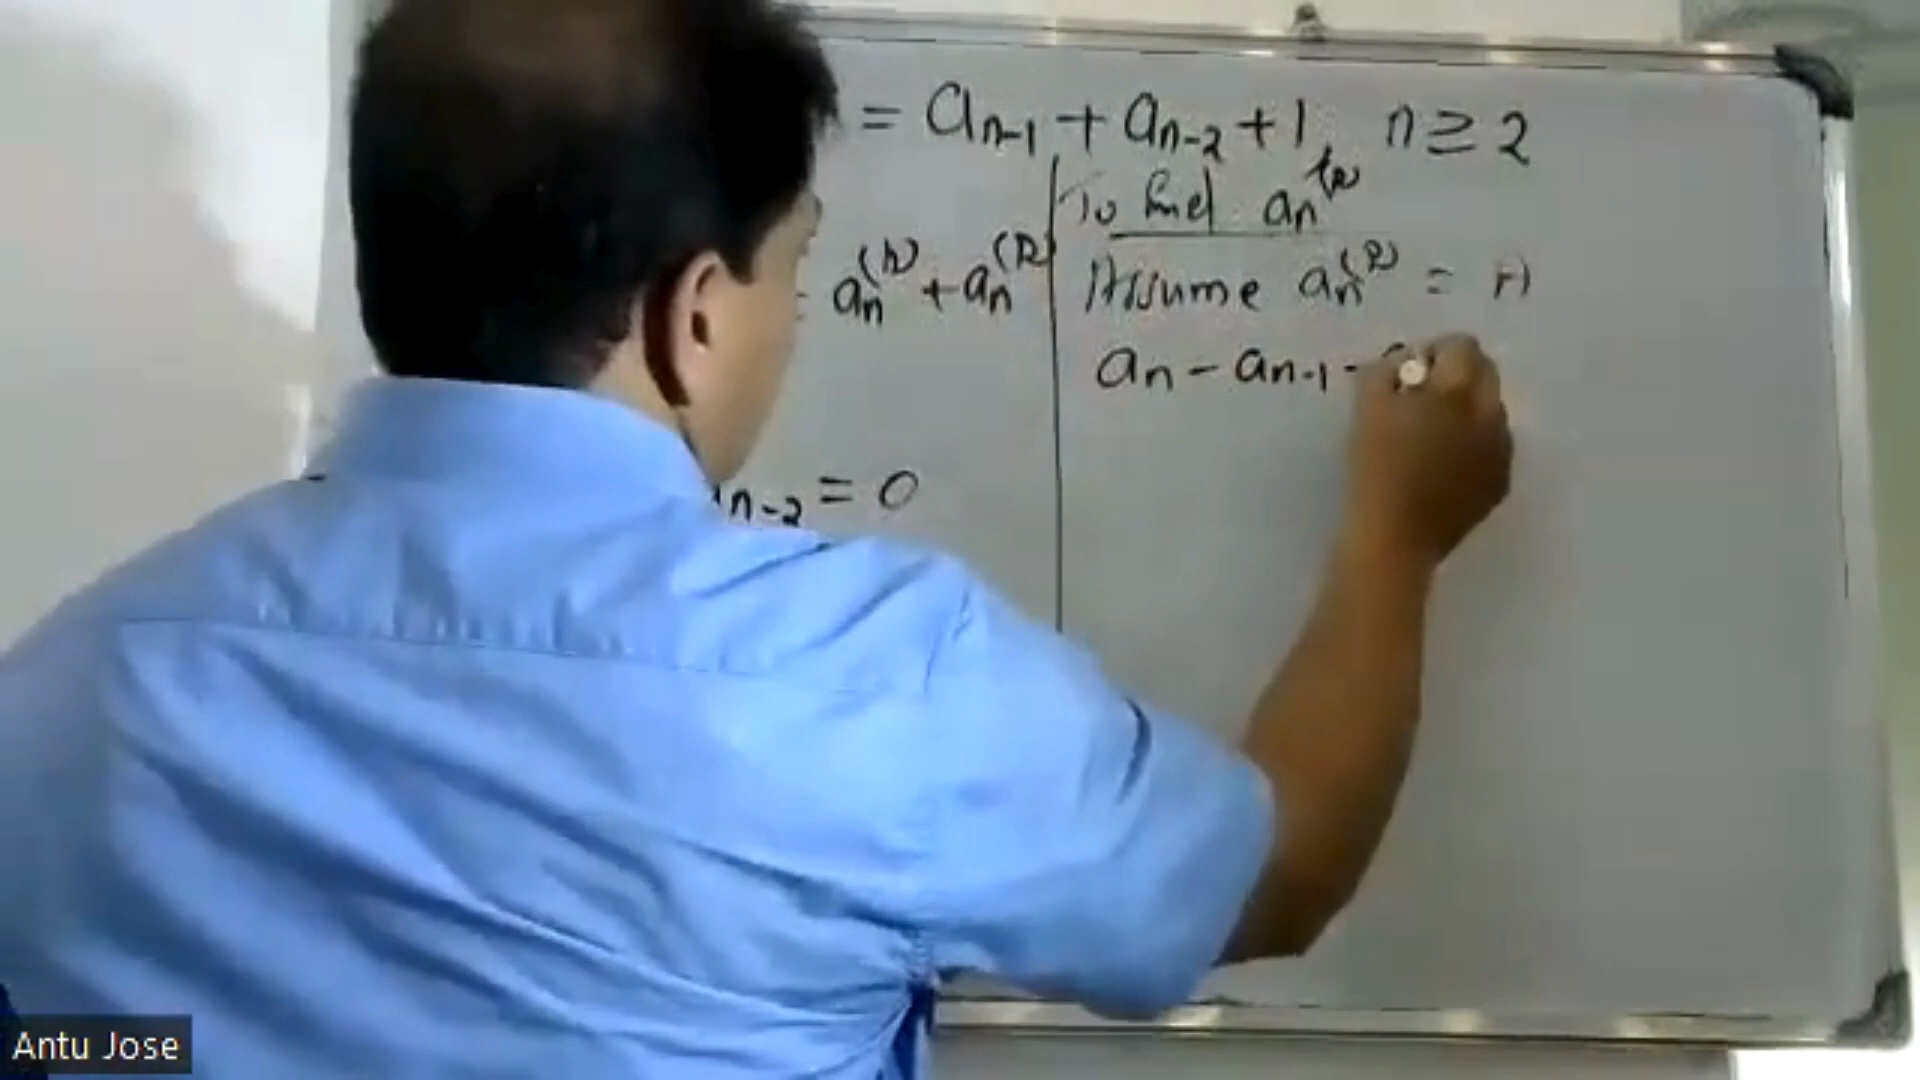 = aₙ₋₁ + aₙ₋₂ + 1, n ≥ 2
aₙ⁽ʰ⁾ + aₙ⁽ᵖ⁾
n-2 = 0
To find aₙ⁽ᵖ⁾
Assume aₙ⁽ᵖ⁾ =
aₙ - aₙ₋₁ -
Antu Jose